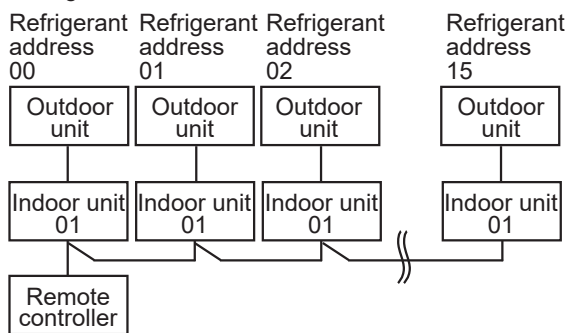 Refrigerant Refrigerant Refrigerant Refrigerant
address address address address
00 01 02 15
Outdoor Outdoor Outdoor Outdoor
unit unit unit unit
Indoor unit Indoor unit Indoor unit Indoor unit
01 01 01 01
Remote
controller